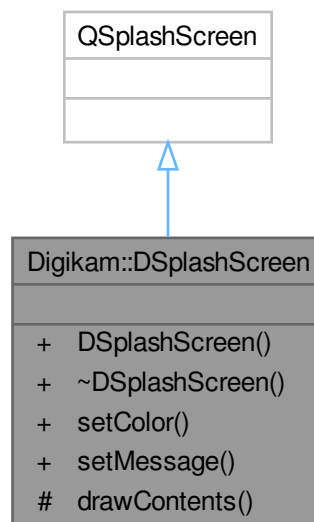 QSplashScreen
Digikam::DSplashScreen
+ DSplashScreen()
+ ~DSplashScreen()
+ setColor()
+ setMessage()
# drawContents()